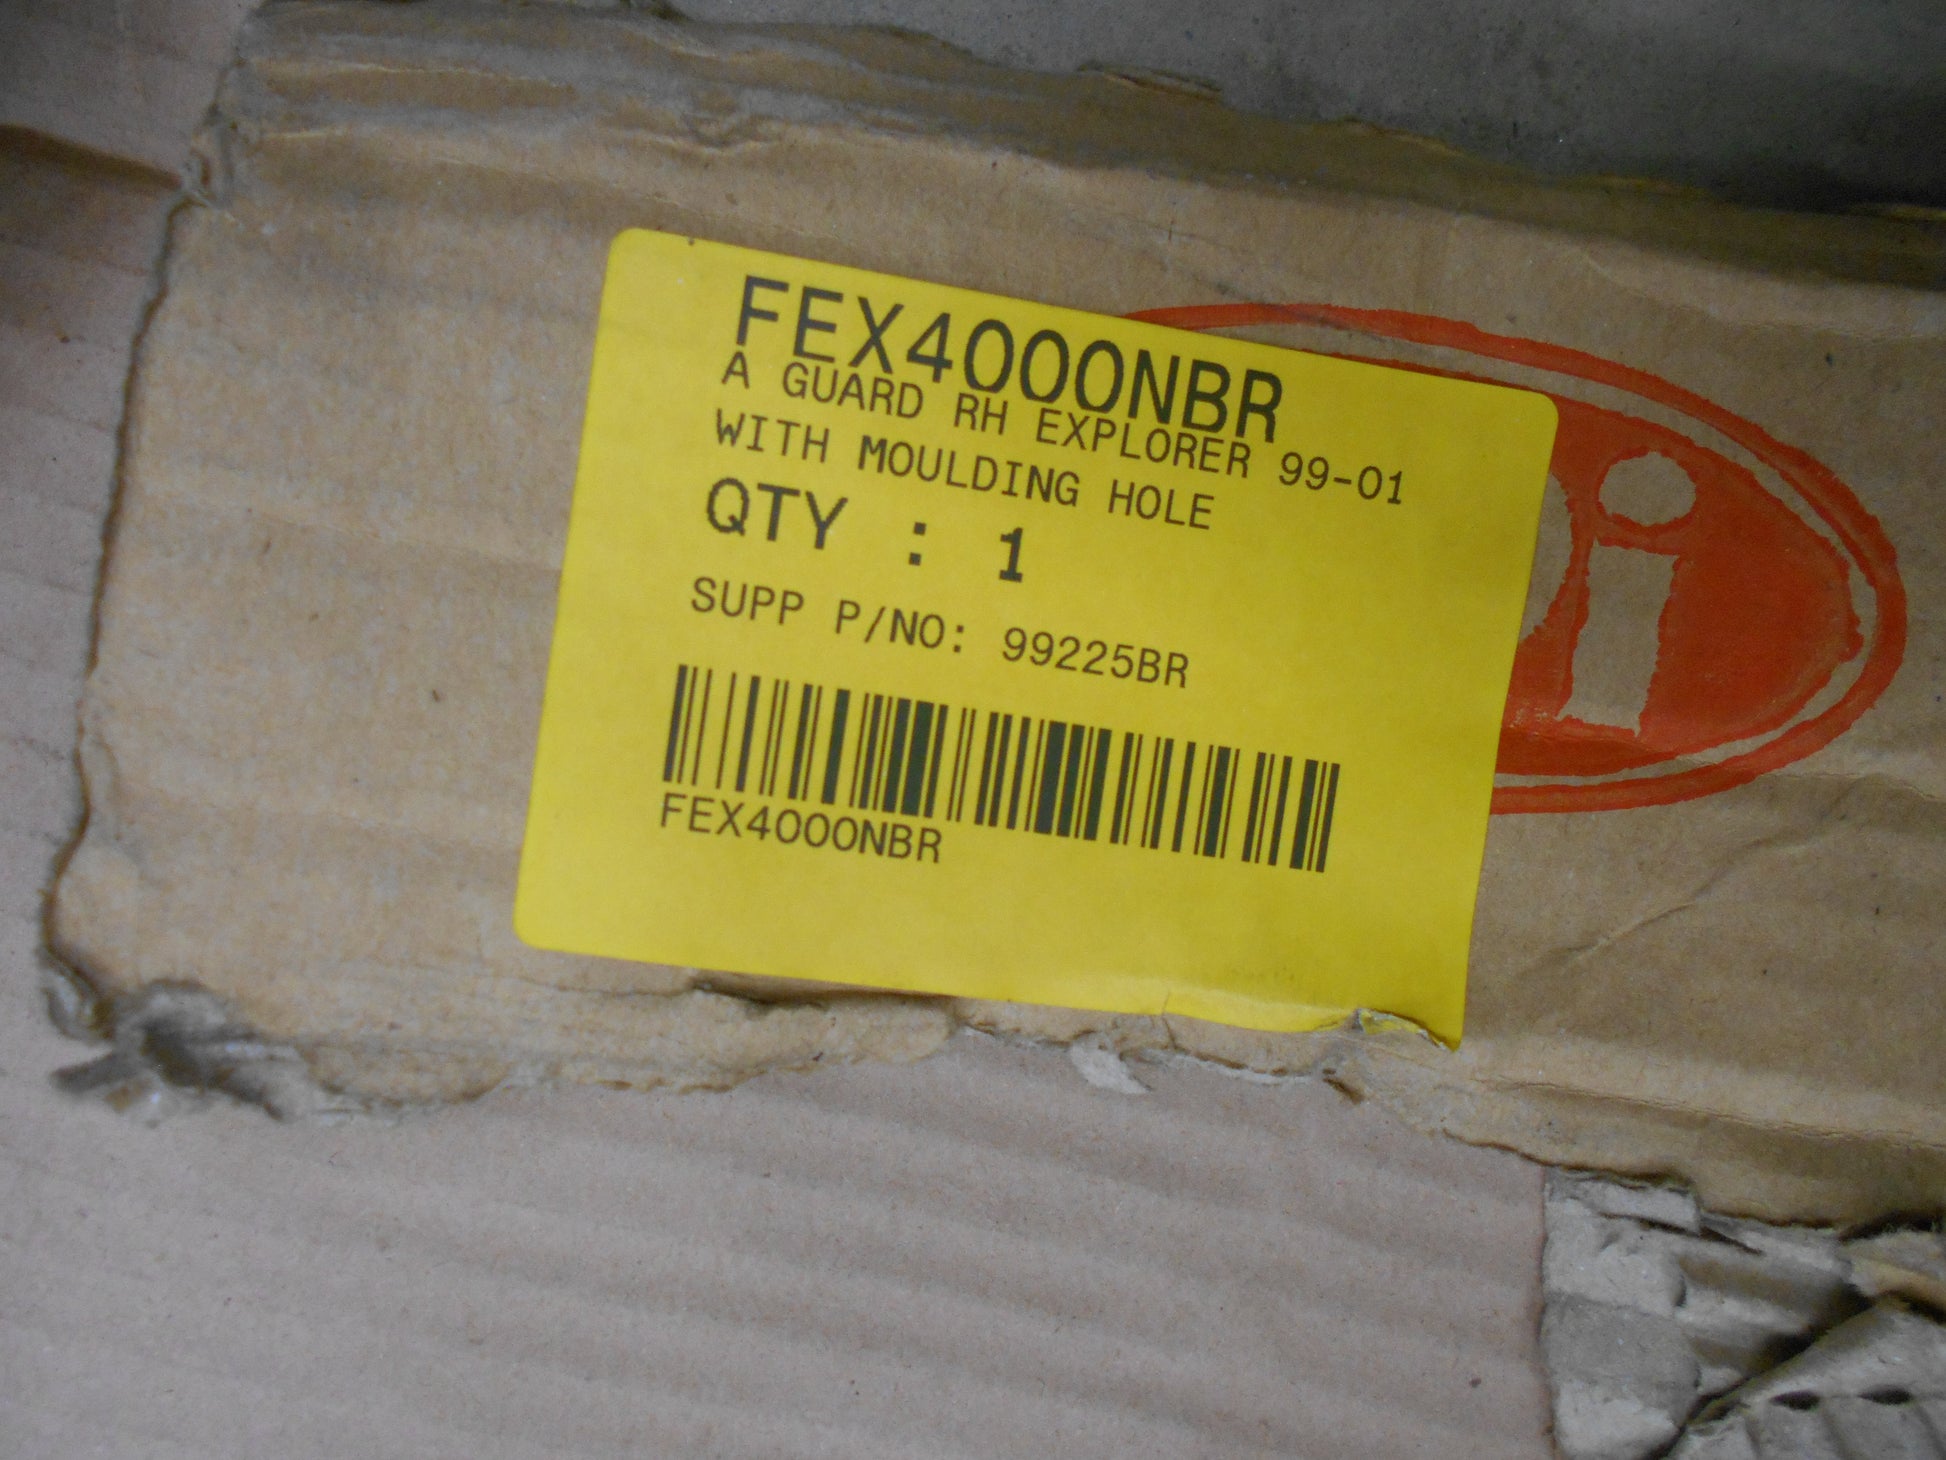 FEX4000NBR
A GUARD RH EXPLORER 99-01
WITH MOULDING HOLE
QTY : 1
SUPP P/NO: 99225BR
FEX4000NBR